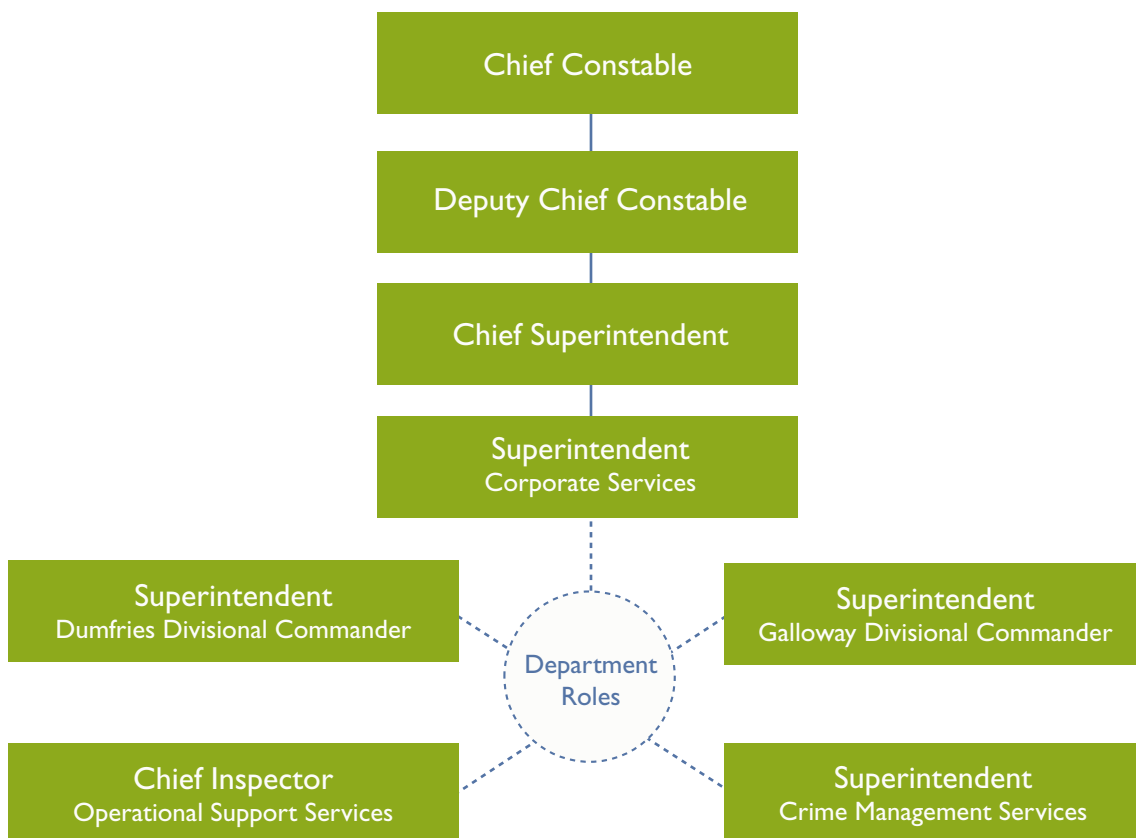 Chief Constable
Deputy Chief Constable
Chief Superintendent
Superintendent
Corporate Services
Superintendent
Dumfries Divisional Commander
Superintendent
Galloway Divisional Commander
Department
Roles
Chief Inspector
Operational Support Services
Superintendent
Crime Management Services